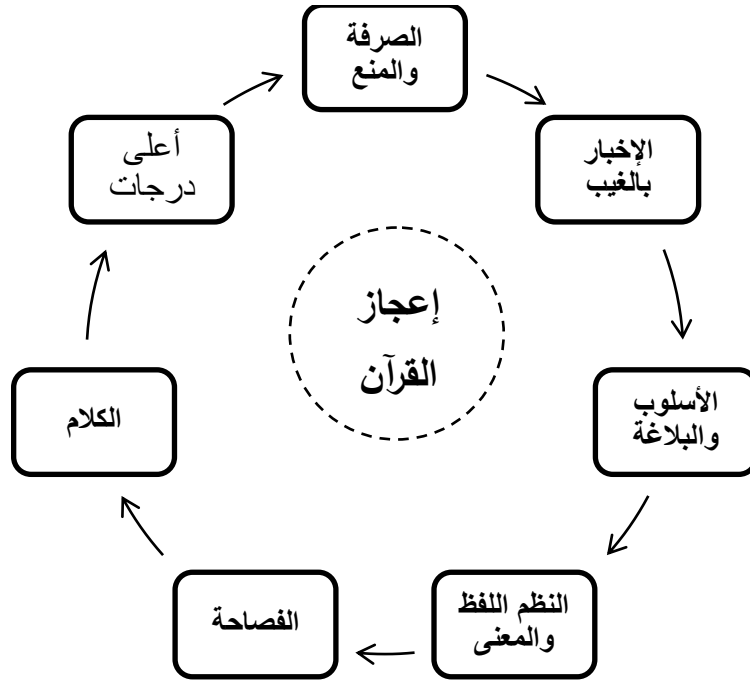 الصرفة
والمنع
الإخبار
بالغيب
الأسلوب
والبلاغة
النظم اللفظ
والمعنى
الفصاحة
الكلام
أعلى
درجات
إعجاز
القرآن